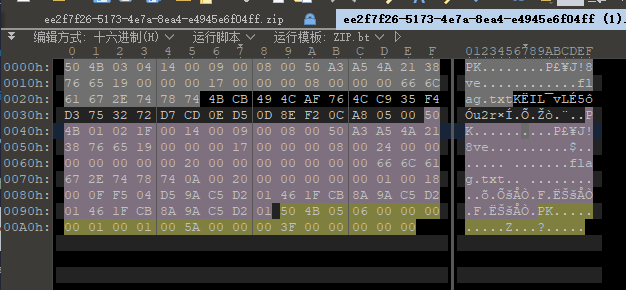 ee2f7f26-5173-4e7a-8ea4-e4945e6f04ff.zip ee2f7f26-5173-4e7a-8ea4-e4945e6f04ff (1).
编辑方式: 十六进制(H) 运行脚本 运行模板: ZIP.bt
0 1 2 3 4 5 6 7 8 9 A B C D E F 0123456789ABCDEF
0000h: 50 4B 03 04 14 00 09 00 08 00 50 A3 A5 4A 21 38 PK........P£¥J!8
0010h: 76 65 19 00 00 00 17 00 00 00 08 00 00 00 66 6C ve............fl
0020h: 61 67 2E 74 78 74 4B CB 49 4C AF 76 4C C9 35 F4 ag.txtKËIL¯vLÉ5ô
0030h: D3 75 32 72 D7 CD 0E D5 0D 8E F2 0C A8 05 00 50 Óu2r×Í.Õ.Žò.¨..P
0040h: 4B 01 02 1F 00 14 00 09 00 08 00 50 A3 A5 4A 21 K..........P£¥J!
0050h: 38 76 65 19 00 00 00 17 00 00 00 08 00 24 00 00 8ve..........$..
0060h: 00 00 00 00 00 20 00 00 00 00 00 00 00 66 6C 61 ..... .......fla
0070h: 67 2E 74 78 74 0A 00 20 00 00 00 00 00 01 00 18 g.txt.. ........
0080h: 00 0F F5 04 D5 9A C5 D2 01 46 1F CB 8A 9A C5 D2 ..õ.ÕšÅÒ.F.ËŠšÅÒ
0090h: 01 46 1F CB 8A 9A C5 D2 01 50 4B 05 06 00 00 00 .F.ËŠšÅÒ.PK.....
00A0h: 00 01 00 01 00 5A 00 00 00 3F 00 00 00 00 00 .....Z...?.....